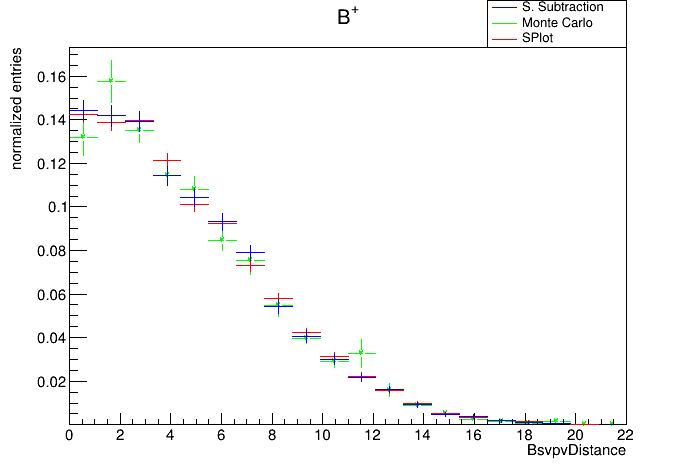 B+
S. Subtraction
Monte Carlo
SPlot
normalized entries
0.16
0.14
0.12
0.1
0.08
0.06
0.04
0.02
0 2 4 6 8 10 12 14 16 18 20 22
BsvpvDistance